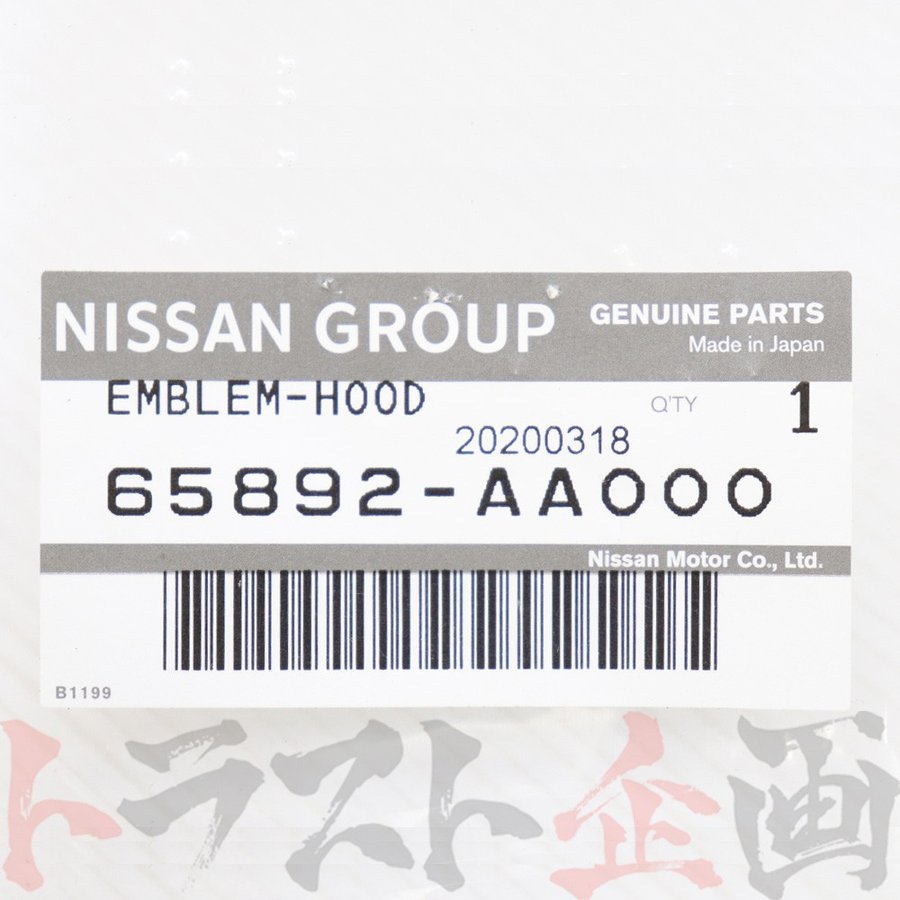 NISSAN GROUP
GENUINE PARTS
Made in Japan
EMBLEM-HOOD
Q'TY
1
20200318
65892-AA000
Nissan Motor Co., Ltd.
B1199
トラスト企画